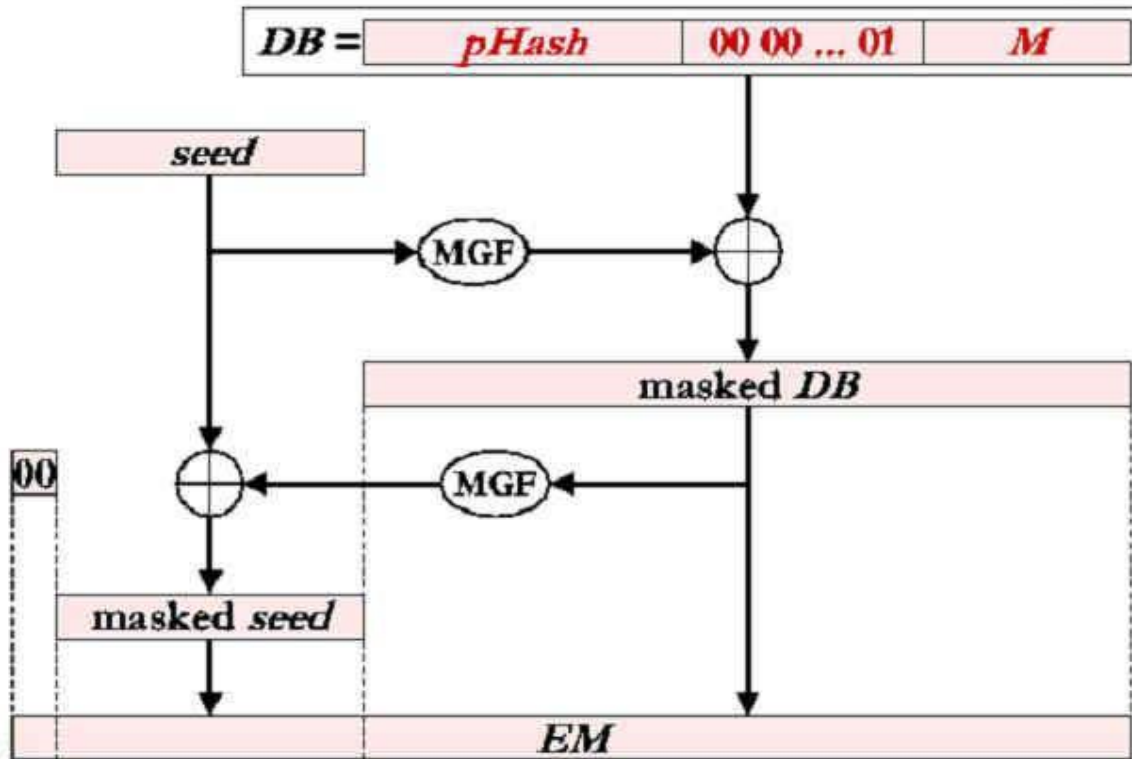 DB = pHash 00 00 ... 01 M
seed
MGF
masked DB
00
MGF
masked seed
EM